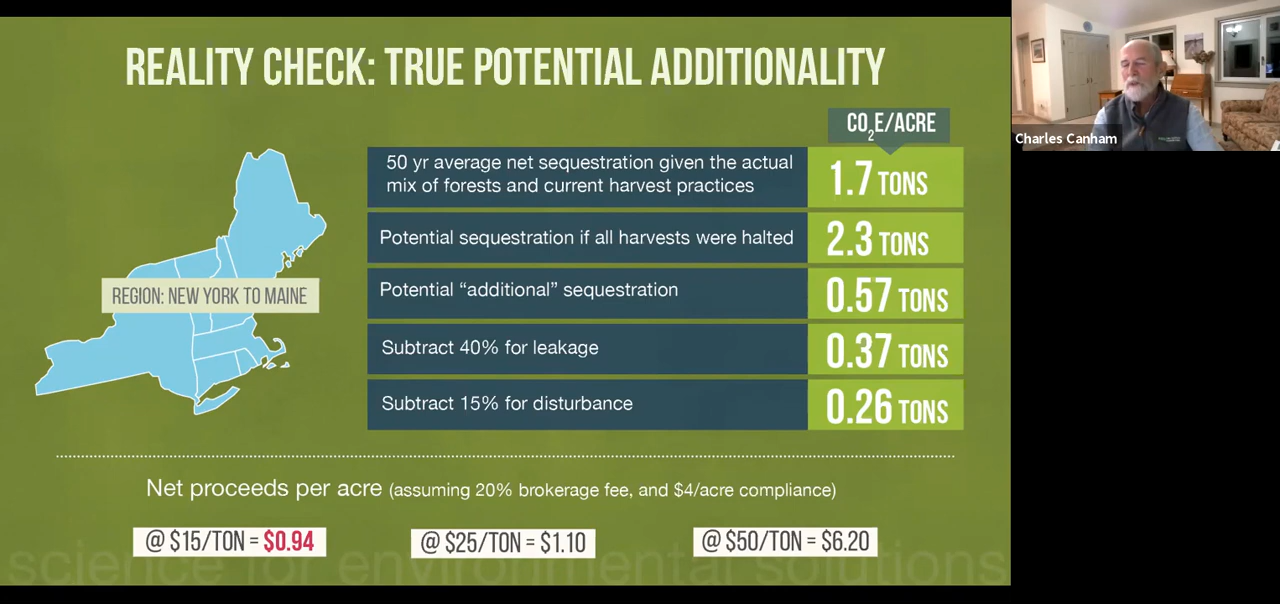 REALITY CHECK: TRUE POTENTIAL ADDITIONALITY
CO2E/ACRE
50 yr average net sequestration given the actual
mix of forests and current harvest practices
1.7 TONS
Potential sequestration if all harvests were halted
2.3 TONS
Potential “additional” sequestration
0.57 TONS
Subtract 40% for leakage
0.37 TONS
Subtract 15% for disturbance
0.26 TONS
REGION: NEW YORK TO MAINE
Net proceeds per acre (assuming 20% brokerage fee, and $4/acre compliance)
@ $15/TON = $0.94
@ $25/TON = $1.10
@ $50/TON = $6.20
science for environmental solutions
Charles Canham